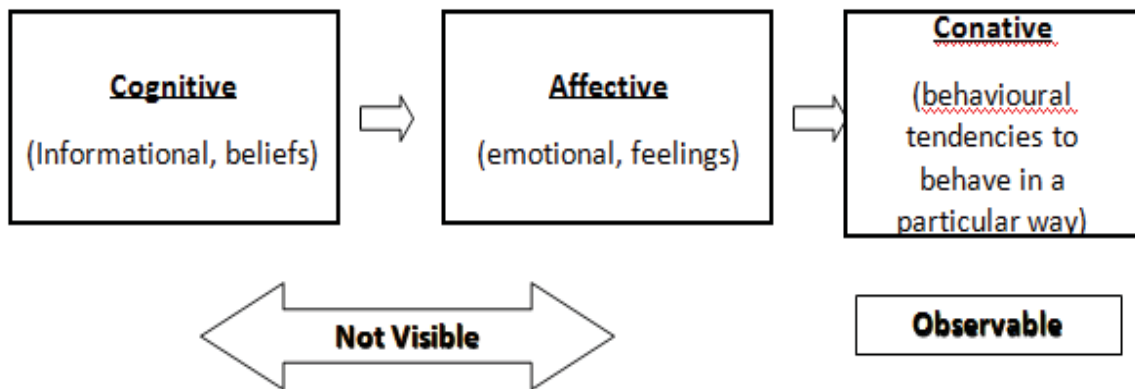 Cognitive
(Informational, beliefs)
Affective
(emotional, feelings)
Conative
(behavioural
tendencies to
behave in a
particular way)
Not Visible
Observable